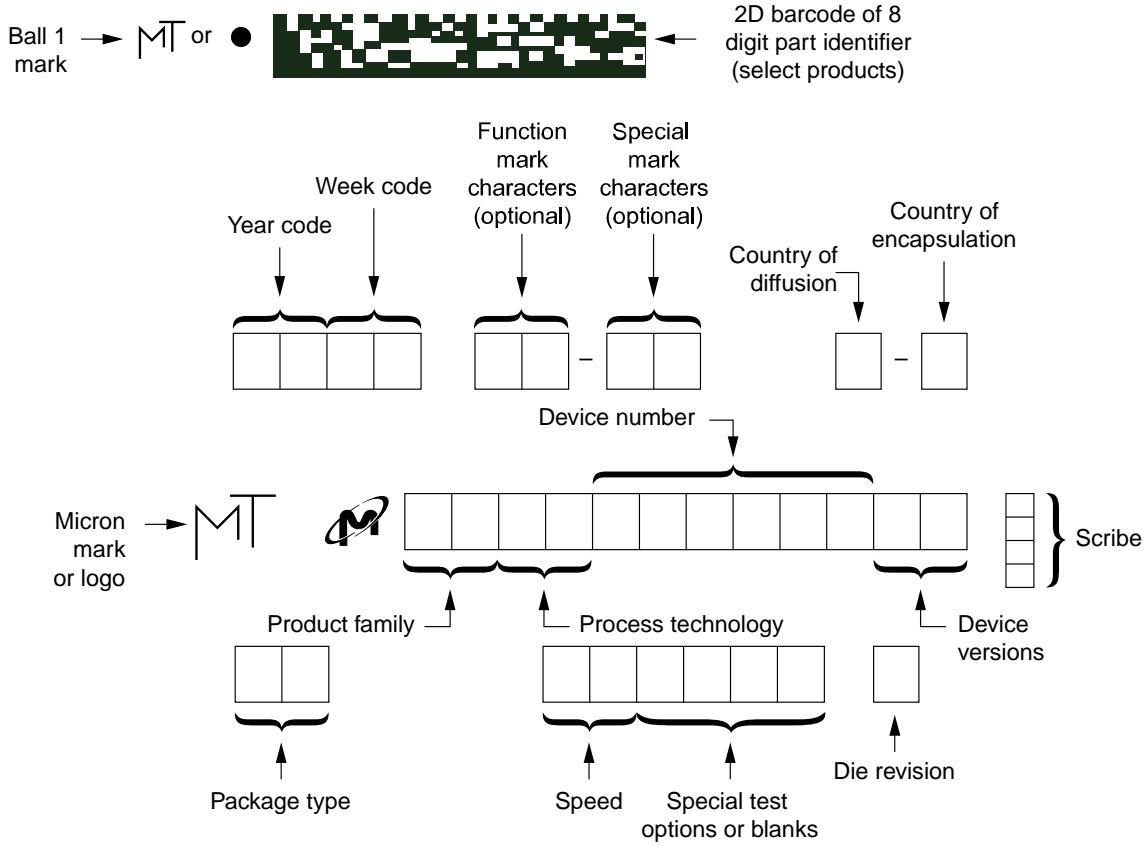 Ball 1
mark
MT or
2D barcode of 8
digit part identifier
(select products)
Function
mark
characters
(optional)
Special
mark
characters
(optional)
Week code
Year code
Country of
encapsulation
Country of
diffusion
–
–
Device number
Micron
mark
or logo
MT
M
Scribe
Product family
Process technology
Device
versions
Package type
Speed
Special test
options or blanks
Die revision